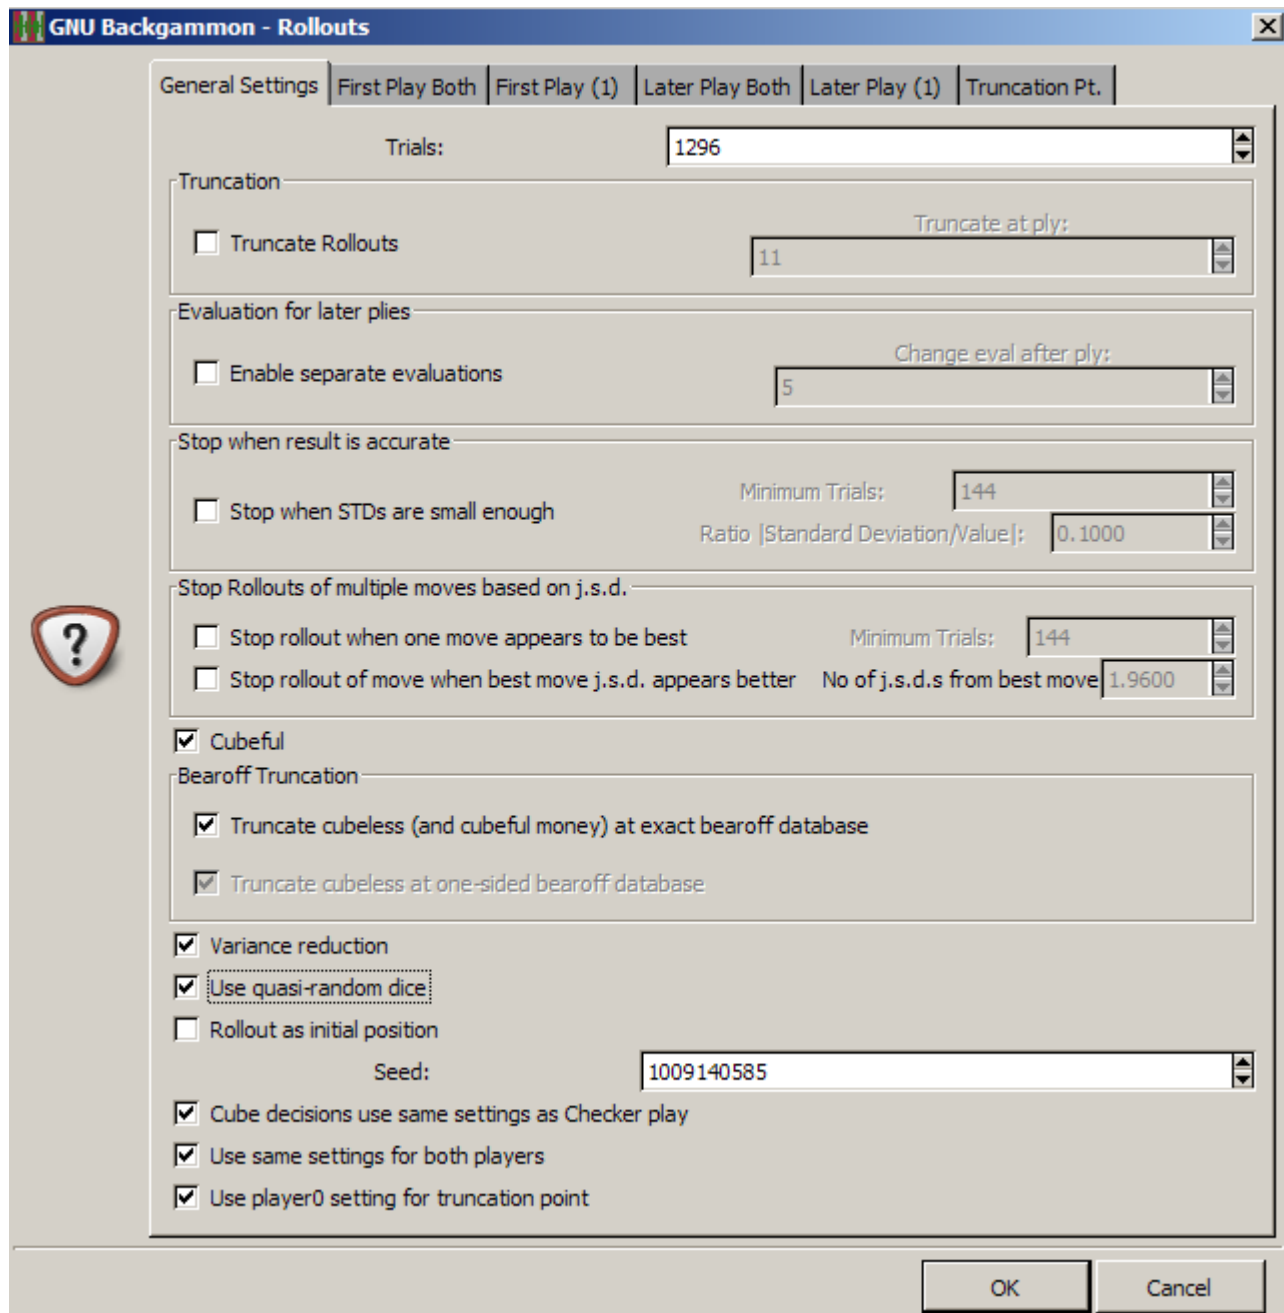 GNU Backgammon - Rollouts
General Settings First Play Both First Play (1) Later Play Both Later Play (1) Truncation Pt.
Trials: 1296
Truncation
Truncate at ply:
Truncate Rollouts 11
Evaluation for later plies
Change eval after ply:
Enable separate evaluations 5
Stop when result is accurate
Minimum Trials: 144
Stop when STDs are small enough
Ratio |Standard Deviation/Value|: 0.1000
Stop Rollouts of multiple moves based on j.s.d.
Stop rollout when one move appears to be best Minimum Trials: 144
Stop rollout of move when best move j.s.d. appears better No of j.s.d.s from best move 1.9600
Cubeful
Bearoff Truncation
Truncate cubeless (and cubeful money) at exact bearoff database
Truncate cubeless at one-sided bearoff database
Variance reduction
Use quasi-random dice
Rollout as initial position
Seed: 1009140585
Cube decisions use same settings as Checker play
Use same settings for both players
Use player0 setting for truncation point
OK Cancel